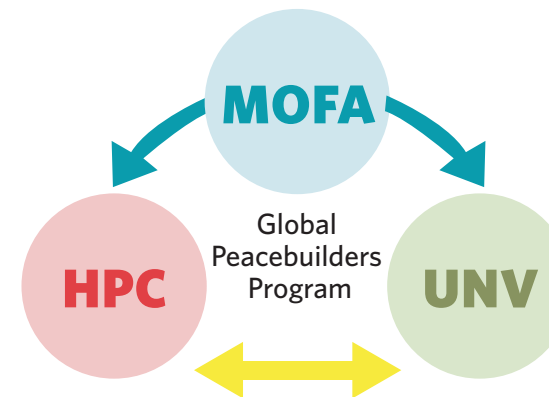 MOFA
Global
Peacebuilders
Program
HPC
UNV